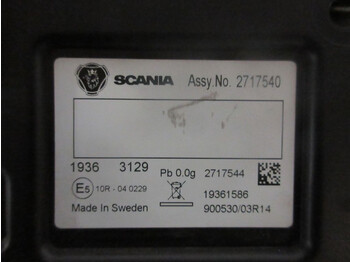 SCANIA Assy.No. 2717540
1936 3129 Pb 0.0g 2717544
E5 10R - 04 0229 19361586
Made In Sweden 900530/03R14